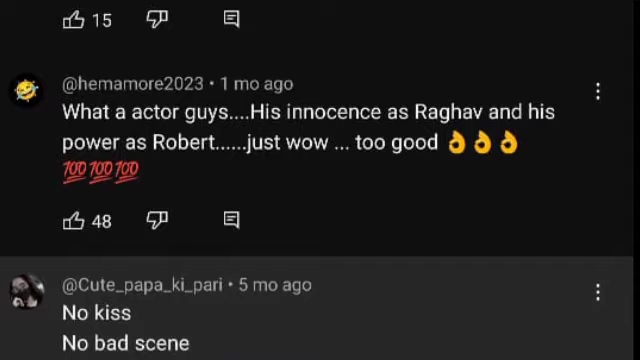 15
@hemamore2023 • 1 mo ago
What a actor guys....His innocence as Raghav and his
power as Robert......just wow ... too good 👌👌👌
💯💯💯
48
@Cute_papa_ki_pari • 5 mo ago
No kiss
No bad scene